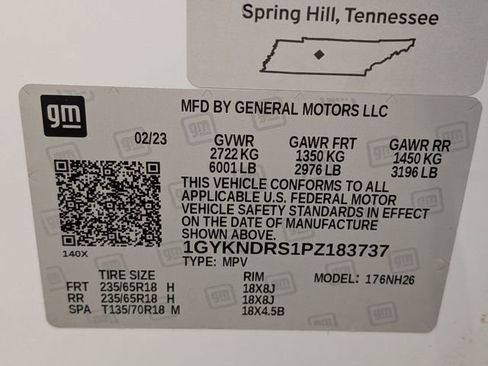 Spring Hill, Tennessee
gm
MFD BY GENERAL MOTORS LLC
02/23 GVWR GAWR FRT GAWR RR
2722 KG 1350 KG 1450 KG
6001 LB 2976 LB 3196 LB
THIS VEHICLE CONFORMS TO ALL
APPLICABLE U.S. FEDERAL MOTOR
VEHICLE SAFETY STANDARDS IN EFFECT
ON THE DATE OF MANUFACTURE
SHOWN ABOVE.
140X
1GYKNDRS1PZ183737
TYPE: MPV
TIRE SIZE RIM MODEL: 176NH26
FRT 235/65R18 H 18X8J
RR 235/65R18 H 18X8J
SPA T135/70R18 M 18X4.5B